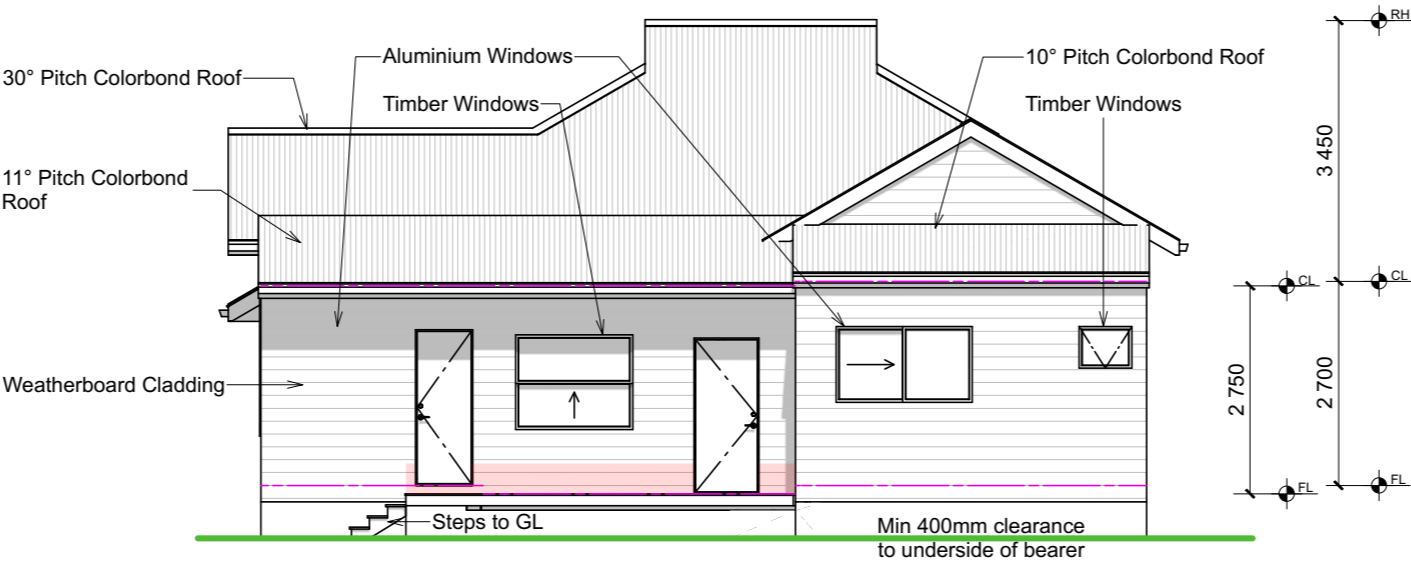 RH
Aluminium Windows
10° Pitch Colorbond Roof
30° Pitch Colorbond Roof
Timber Windows
Timber Windows
3 450
11° Pitch Colorbond
Roof
CL
CL
Weatherboard Cladding
2 750
2 700
FL
FL
Steps to GL
Min 400mm clearance
to underside of bearer